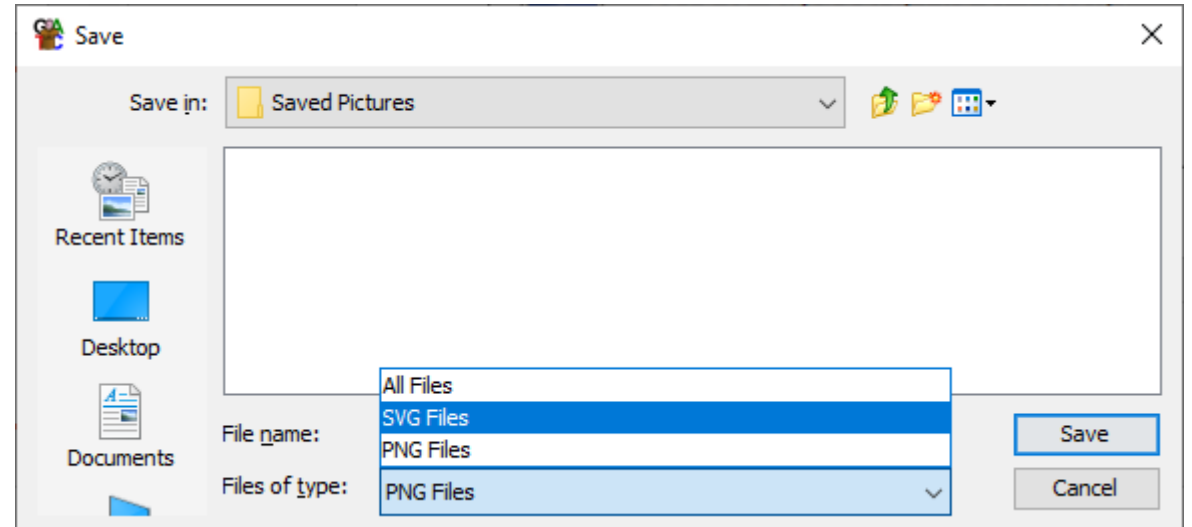 Save
Save in:
Saved Pictures
Recent Items
Desktop
Documents
All Files
SVG Files
PNG Files
File name:
Files of type:
PNG Files
Save
Cancel